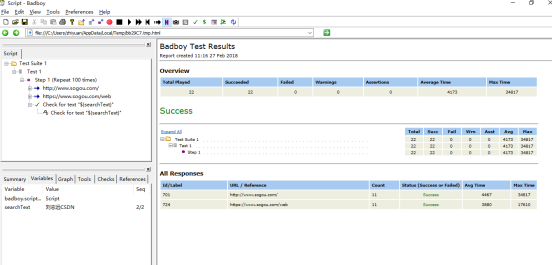 Script - Badboy
File Edit View Tools Preferences Help
file:///C:/Users/zhiyuan/AppData/Local/Temp/bb29C7.tmp.html
Script
Test Suite 1
Test 1
Step 1 (Repeat 100 times)
http://www.sogou.com/
https://www.sogou.com/web
Check for text "${searchText}"
Check for text "${searchText}"
Summary Variables Graph Tools Checks References
Variable Value Seq
badboy.script... Script
searchText CSDN 2/2
Badboy Test Results
Report created 11-16 27 Feb 2018
Overview
Total Played Succeeded Failed Warnings Assertions Average Time Max Time
22 22 0 0 0 4173 34817
Success
Expand All
Total Succ Fail Wrn Asst Avg Max
Test Suite 1 22 22 0 0 0 4173 34817
Test 1 22 22 0 0 0 4173 34817
Step 1 22 22 0 0 0 4173 34817
All Responses
Id/Label URL / Reference Count Status (Success or Failed) Avg Time Max Time
701 http://www.sogou.com/ 11 Success 4467 34817
724 https://www.sogou.com/web 11 Success 3880 17610